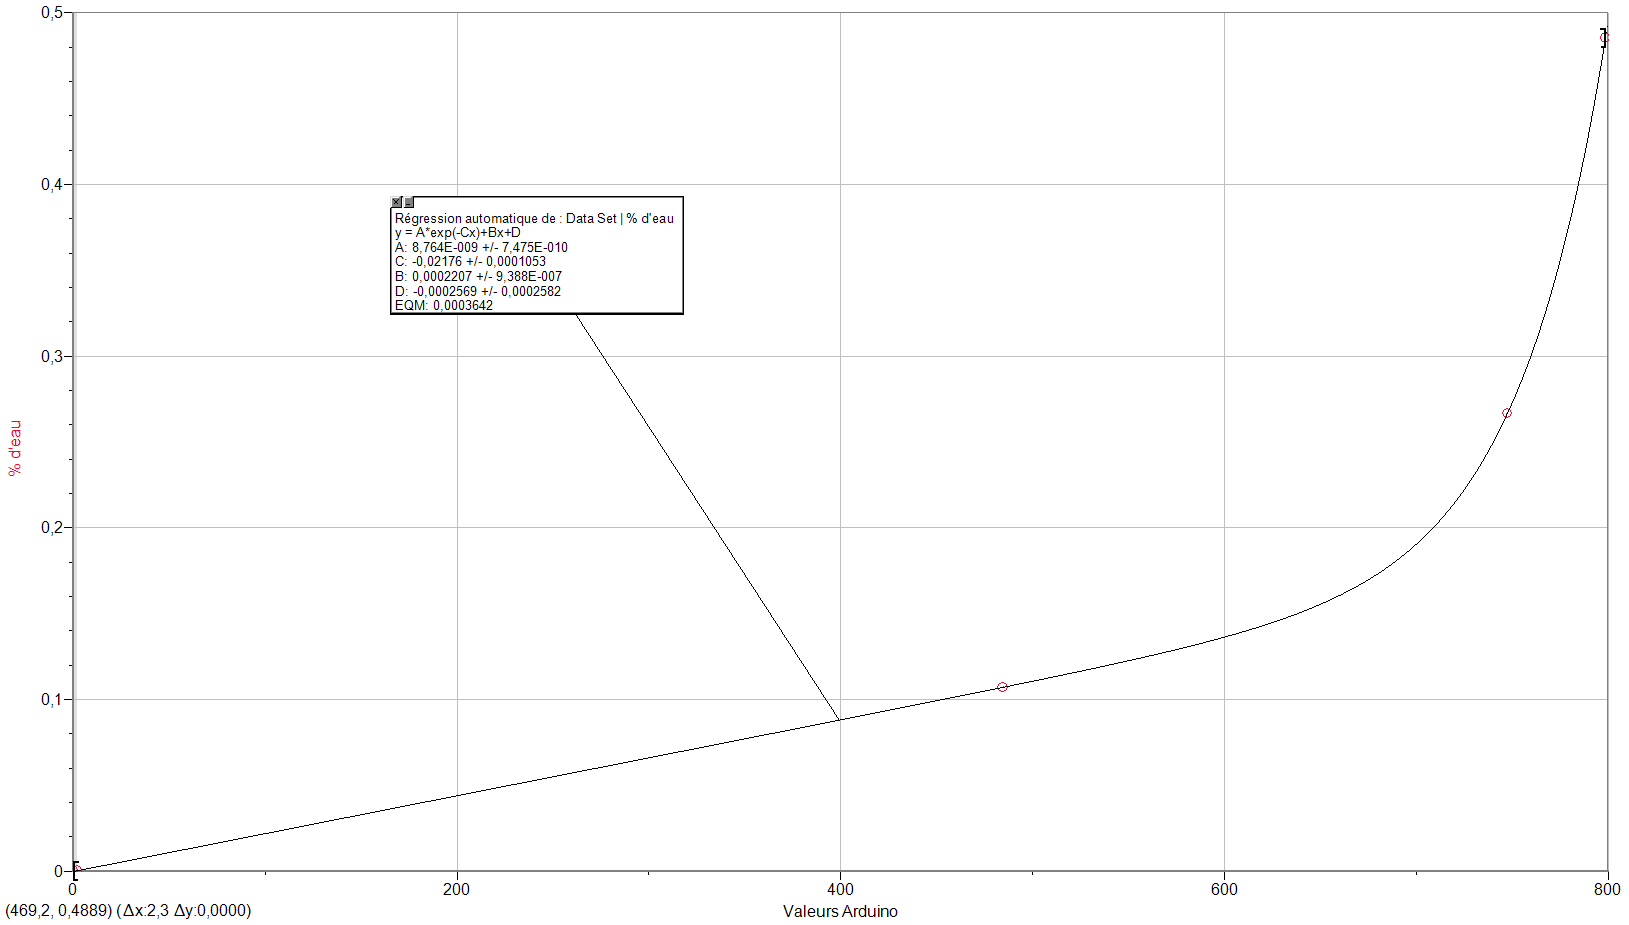 0,5
0,4
0,3
0,2
0,1
0
% d'eau
Régression automatique de : Data Set | % d'eau
y = A*exp(-Cx)+Bx+D
A: 8,764E-009 +/- 7,475E-010
C: -0,02176 +/- 0,0001053
B: 0,0002207 +/- 9,388E-007
D: -0,0002569 +/- 0,0002582
EQM: 0,0003642
0 200 400 600 800
(469,2, 0,4889) (Δx:2,3 Δy:0,0000)
Valeurs Arduino